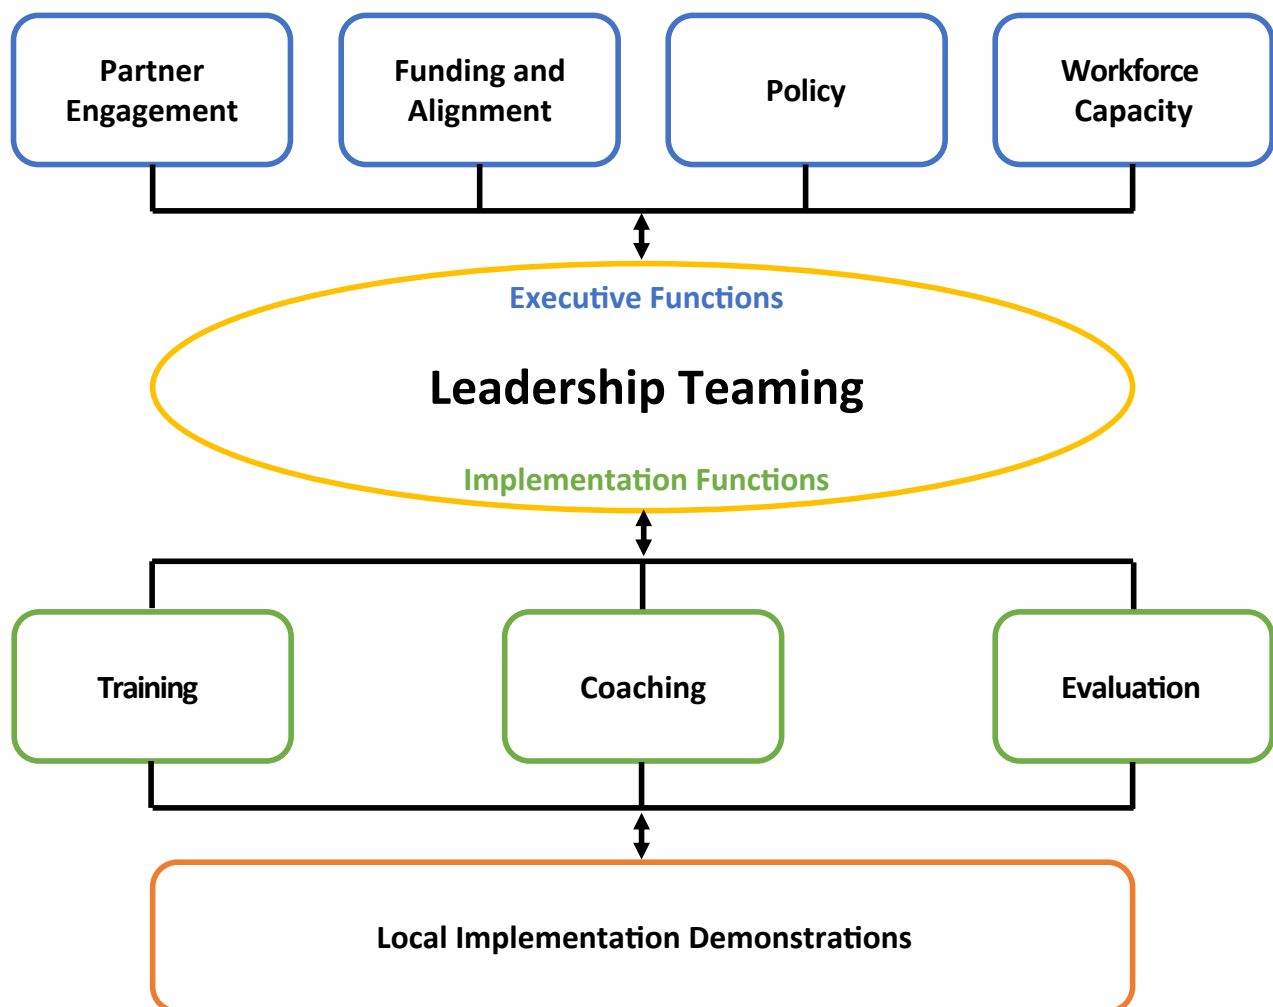 Partner
Engagement
Funding and
Alignment
Policy
Workforce
Capacity
Executive Functions
Leadership Teaming
Implementation Functions
Training
Coaching
Evaluation
Local Implementation Demonstrations